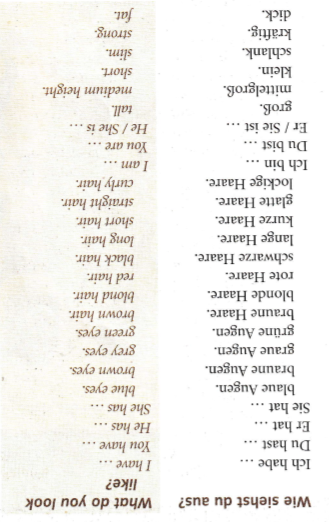 Wie siehst du aus?
Ich habe …
Du hast …
Er hat …
Sie hat …
blaue Augen.
braune Augen.
graue Augen.
grüne Augen.
braune Haare.
blonde Haare.
rote Haare.
schwarze Haare.
lange Haare.
kurze Haare.
glatte Haare.
lockige Haare.
Ich bin …
Du bist …
Er / Sie ist …
groß.
mittelgroß.
klein.
schlank.
kräftig.
dick.
What do you look
like?
I have …
You have …
He has …
She has …
blue eyes.
brown eyes.
grey eyes.
green eyes.
brown hair.
blond hair.
red hair.
black hair.
long hair.
short hair.
straight hair.
curly hair.
I am …
You are …
He / She is …
tall.
medium height.
short.
slim.
strong.
fat.